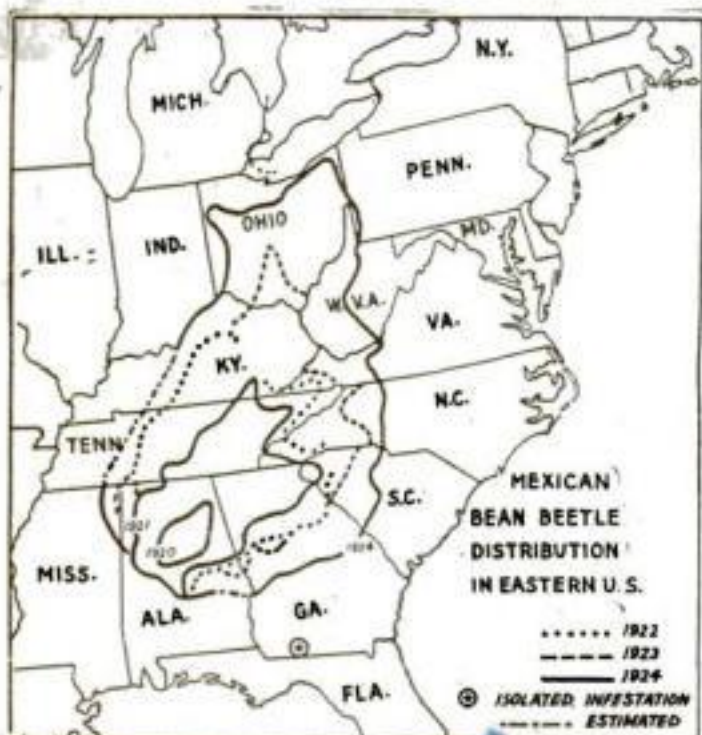 N.Y.
MICH.
PENN.
OHIO
MD.
ILL.
IND.
W. VA.
VA.
KY.
N.C.
TENN.
S.C.
1921
1920
1924
MISS.
ALA.
GA.
FLA.
MEXICAN
BEAN BEETLE
DISTRIBUTION
IN EASTERN U.S.
1922
1923
1924
ISOLATED INFESTATION
ESTIMATED